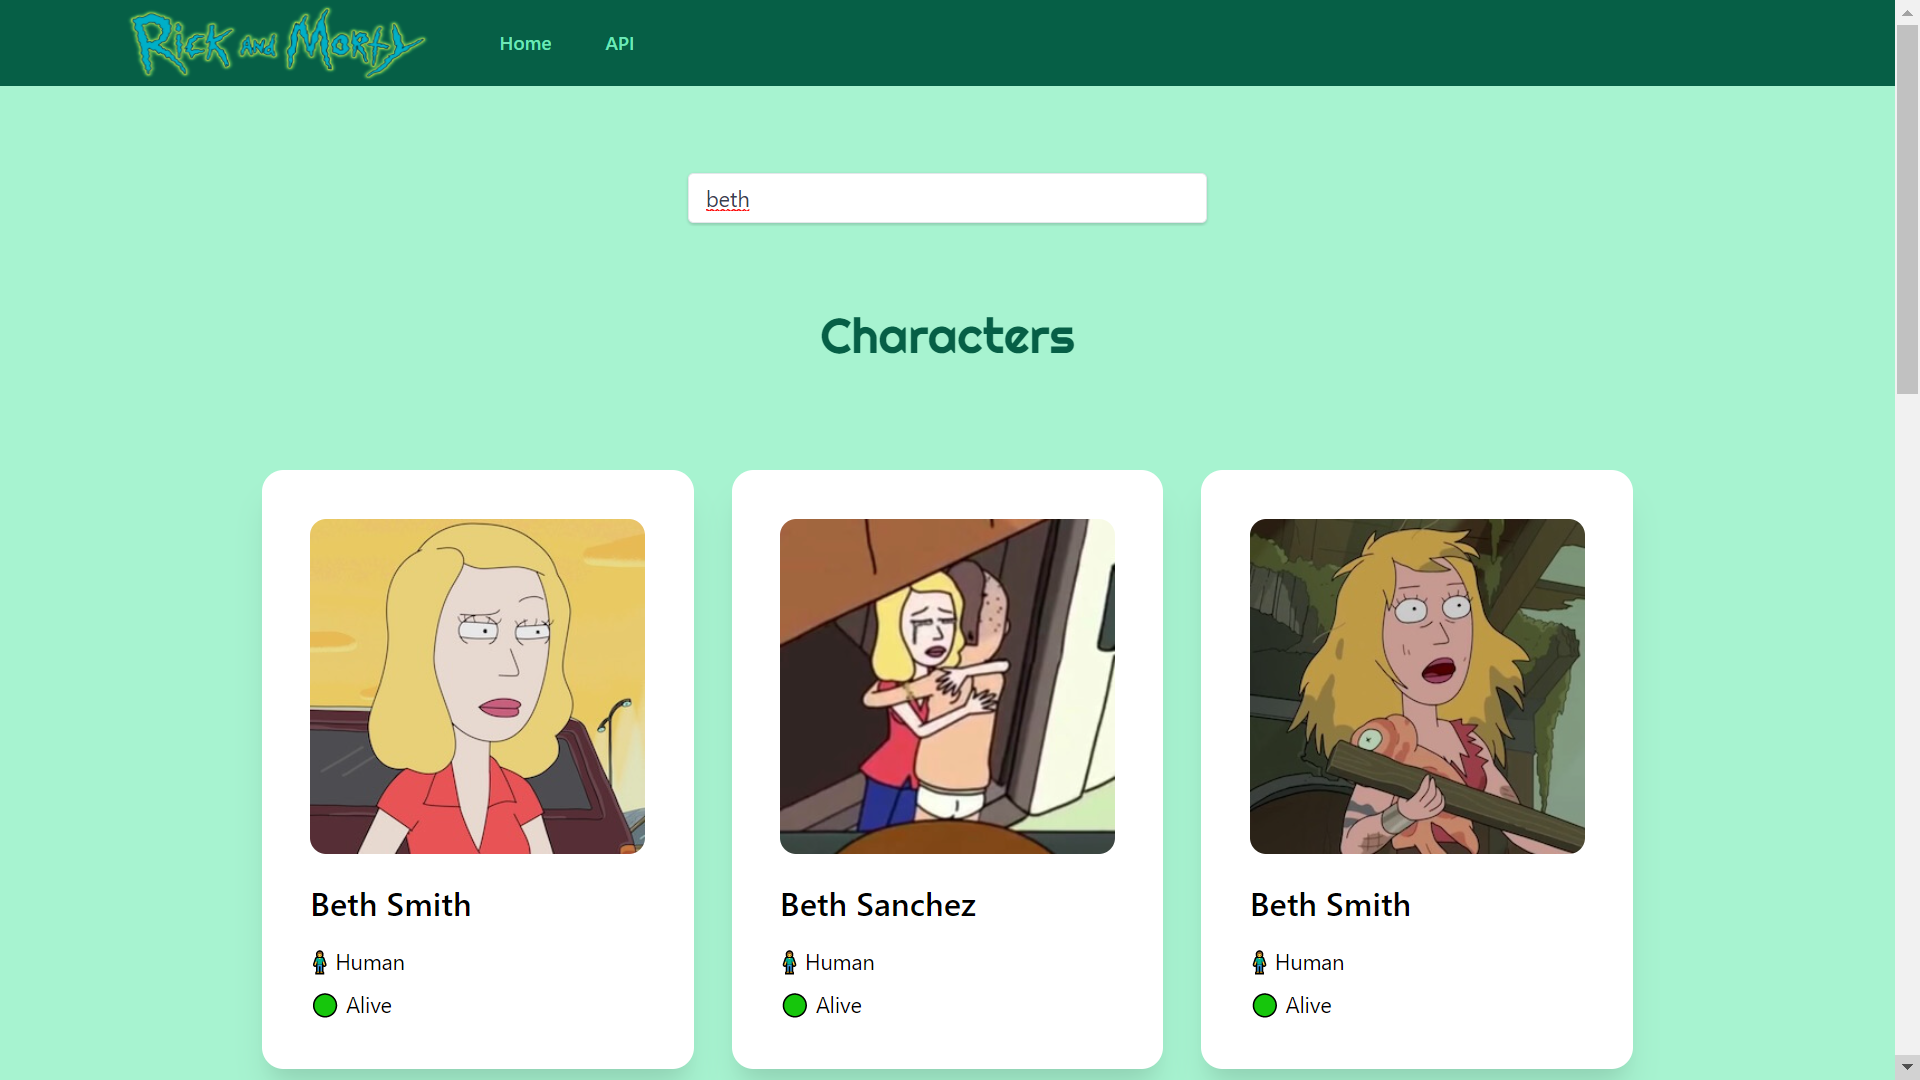 Rick and Morty
Home API
beth
Characters
Beth Smith
Human
Alive
Beth Sanchez
Human
Alive
Beth Smith
Human
Alive